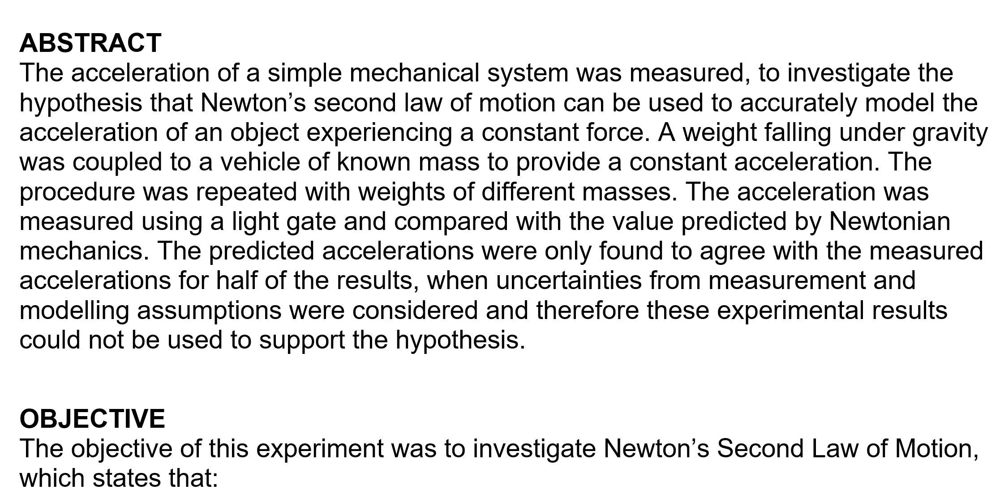 ABSTRACT
The acceleration of a simple mechanical system was measured, to investigate the
hypothesis that Newton’s second law of motion can be used to accurately model the
acceleration of an object experiencing a constant force. A weight falling under gravity
was coupled to a vehicle of known mass to provide a constant acceleration. The
procedure was repeated with weights of different masses. The acceleration was
measured using a light gate and compared with the value predicted by Newtonian
mechanics. The predicted accelerations were only found to agree with the measured
accelerations for half of the results, when uncertainties from measurement and
modelling assumptions were considered and therefore these experimental results
could not be used to support the hypothesis.
OBJECTIVE
The objective of this experiment was to investigate Newton’s Second Law of Motion,
which states that: